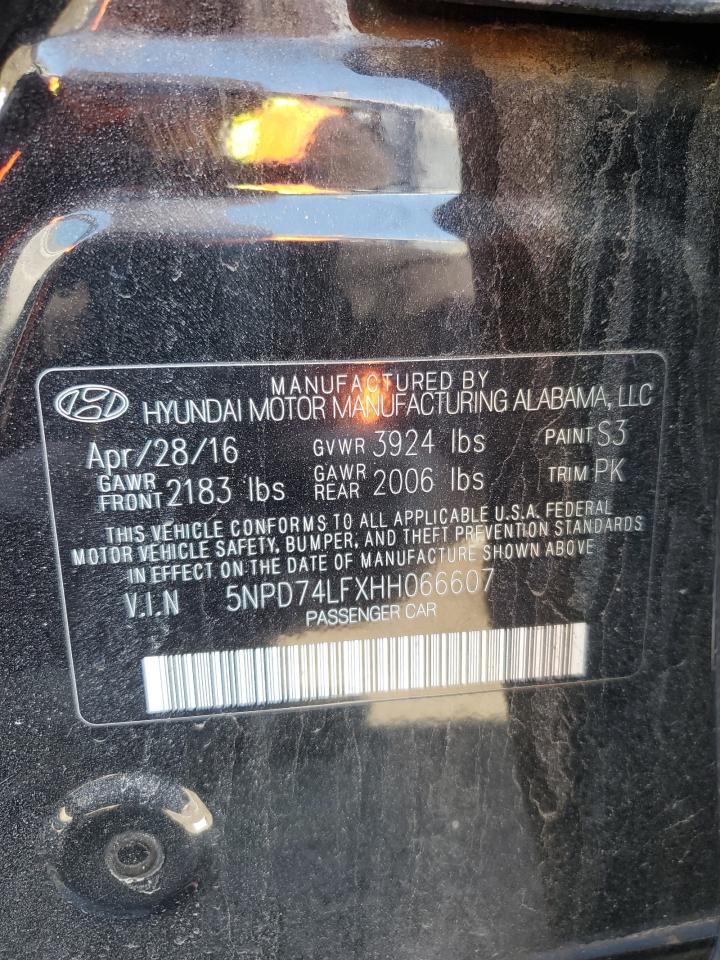 MANUFACTURED BY
HYUNDAI MOTOR MANUFACTURING ALABAMA, LLC
Apr/28/16 GVWR 3924 lbs PAINT S3
GAWR FRONT 2183 lbs GAWR REAR 2006 lbs TRIM PK
THIS VEHICLE CONFORMS TO ALL APPLICABLE U.S.A. FEDERAL
MOTOR VEHICLE SAFETY, BUMPER, AND THEFT PREVENTION STANDARDS
IN EFFECT ON THE DATE OF MANUFACTURE SHOWN ABOVE
V.I.N 5NPD74LFXHH066607
PASSENGER CAR